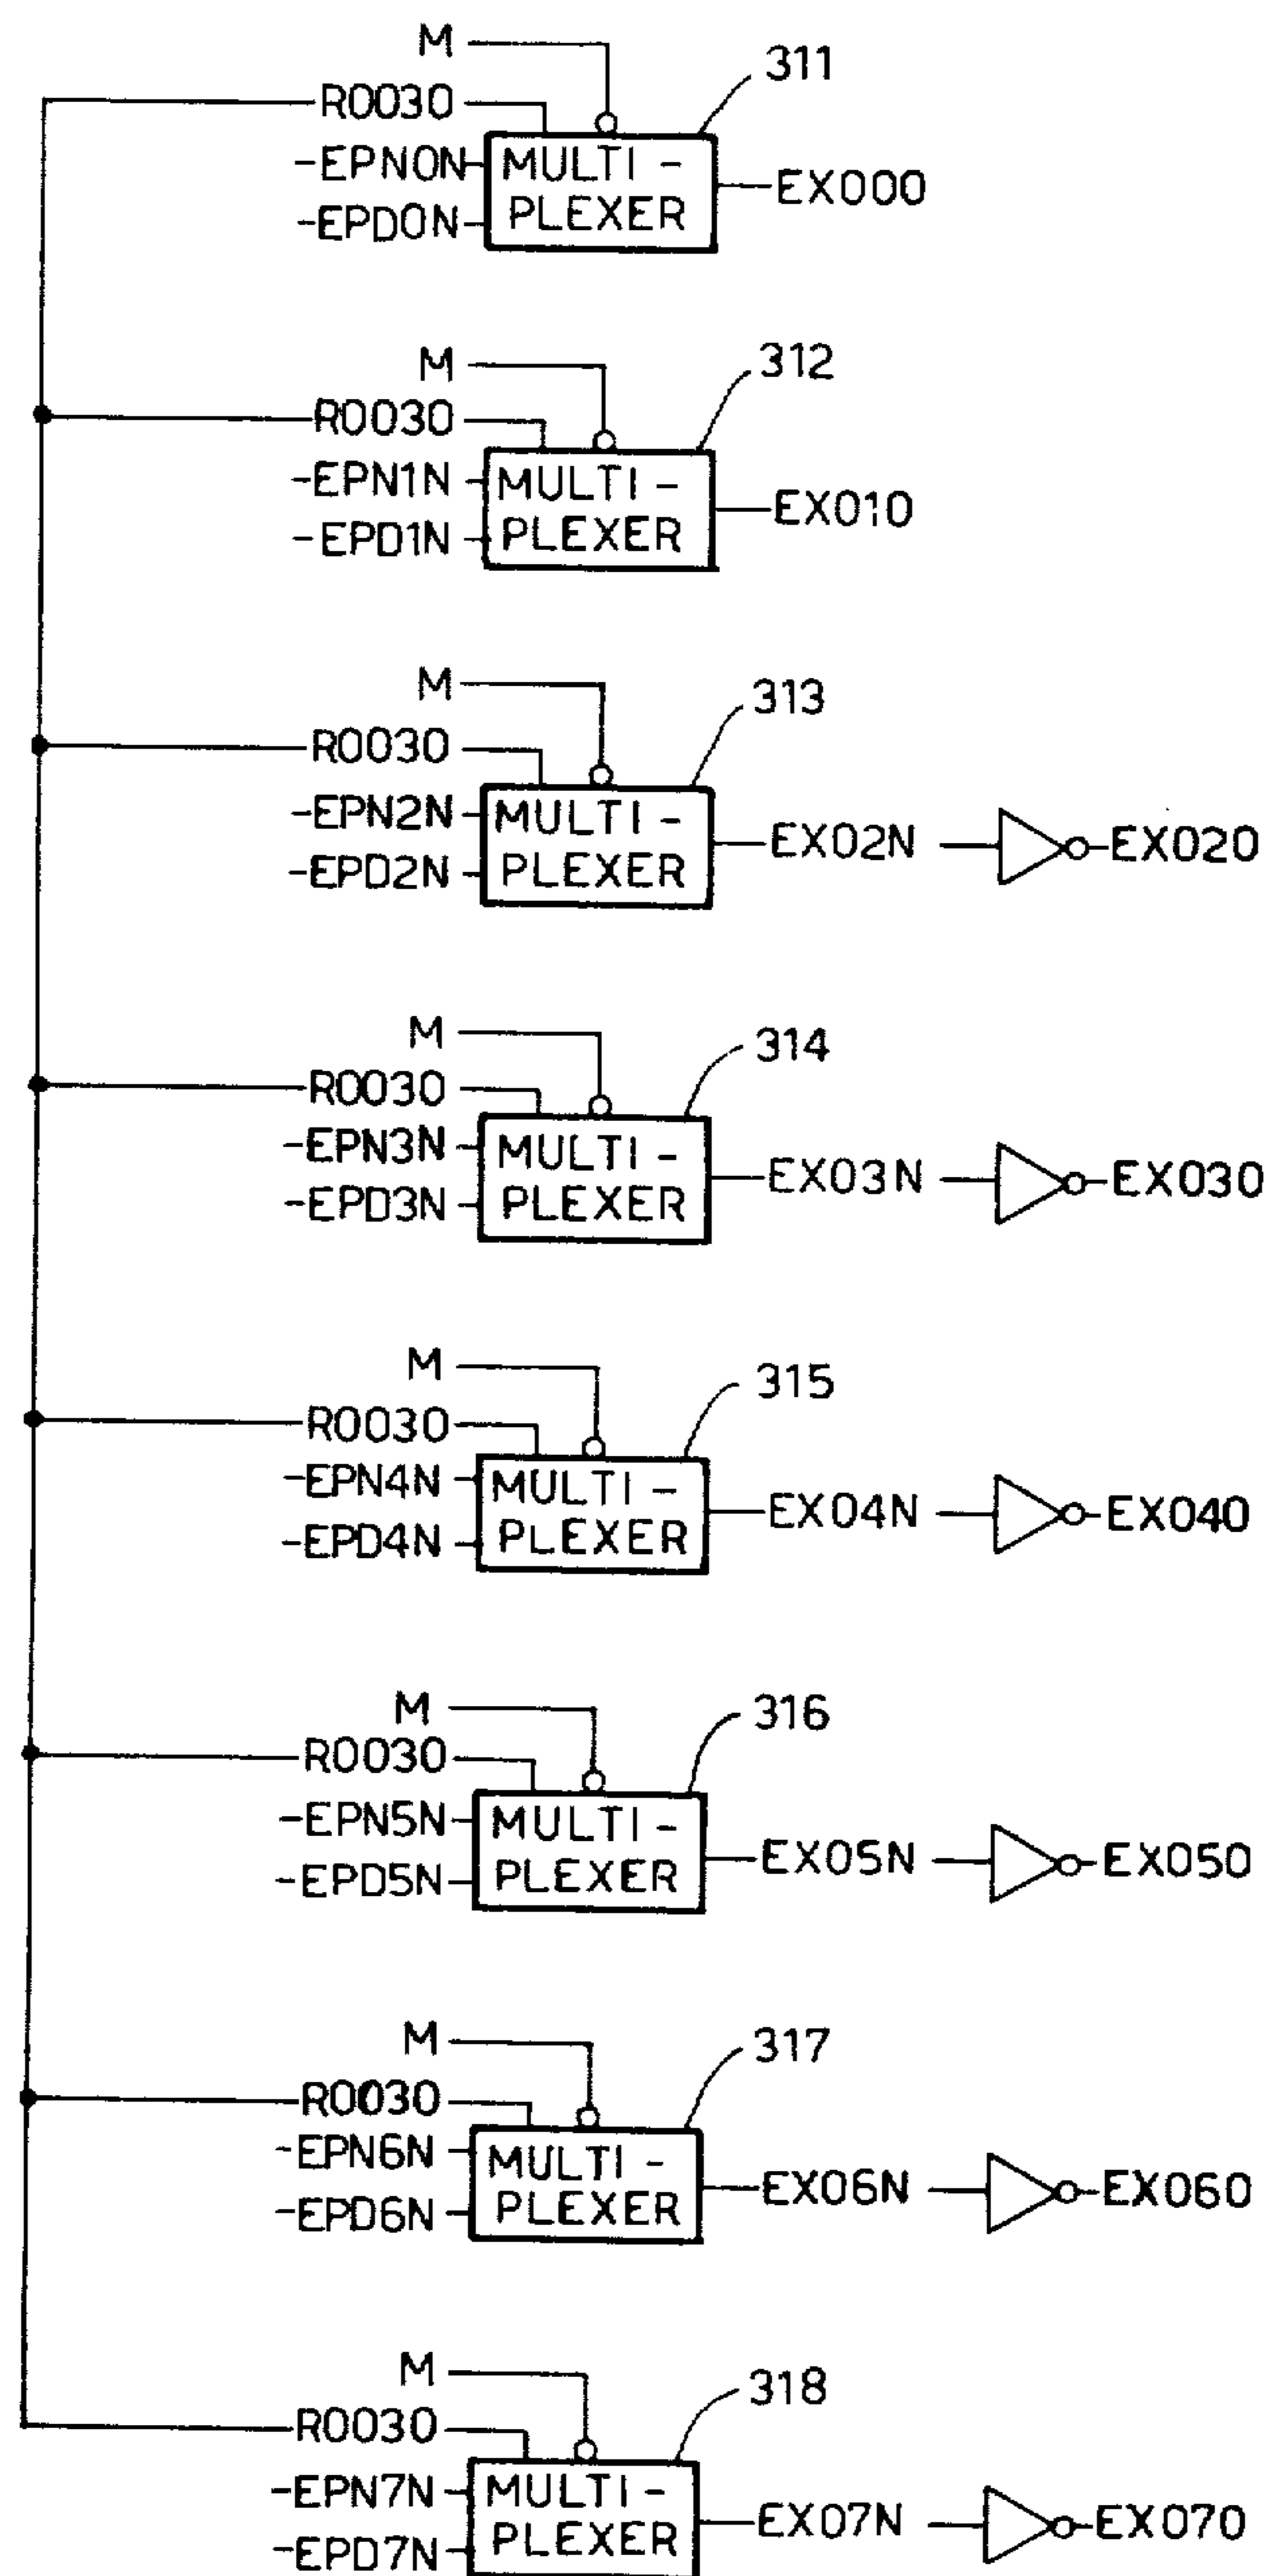 M
R0030
311
-EPN0N
MULTI-
EX000
-EPD0N
PLEXER
M
R0030
312
-EPN1N
MULTI-
EX010
-EPD1N
PLEXER
M
R0030
313
-EPN2N
MULTI-
EX02N
EX020
-EPD2N
PLEXER
M
R0030
314
-EPN3N
MULTI-
EX03N
EX030
-EPD3N
PLEXER
M
R0030
315
-EPN4N
MULTI-
EX04N
EX040
-EPD4N
PLEXER
M
R0030
316
-EPN5N
MULTI-
EX05N
EX050
-EPD5N
PLEXER
M
R0030
317
-EPN6N
MULTI-
EX06N
EX060
-EPD6N
PLEXER
M
R0030
318
-EPN7N
MULTI-
EX07N
EX070
-EPD7N
PLEXER